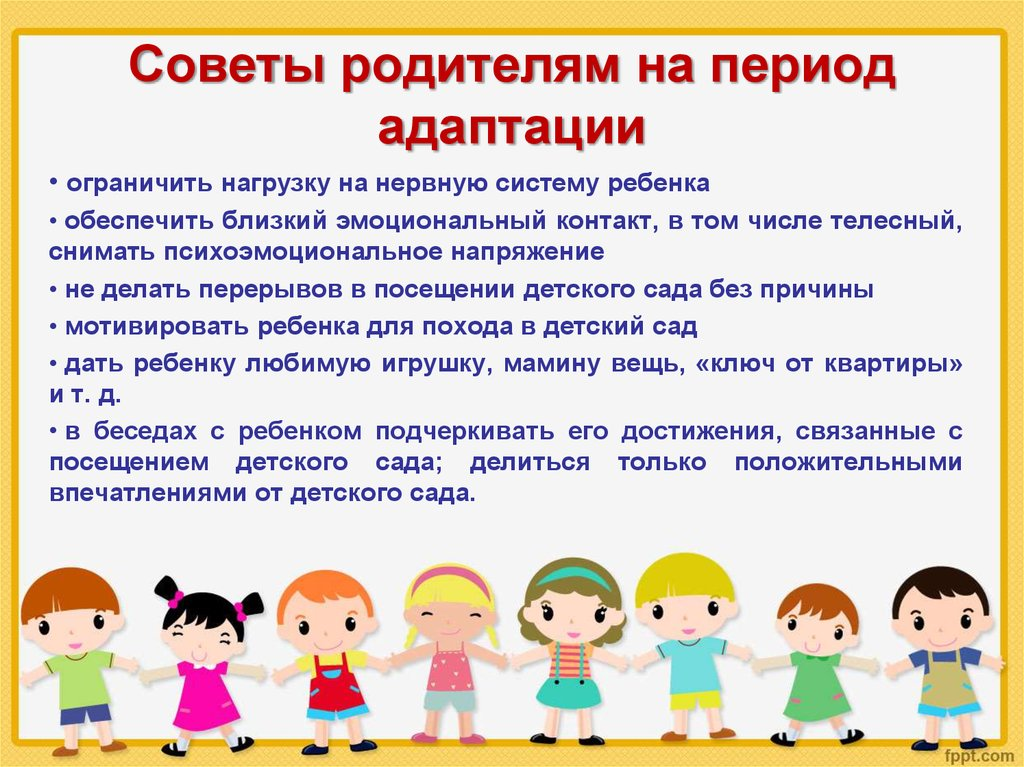 Советы родителям на период
адаптации
• ограничить нагрузку на нервную систему ребенка
• обеспечить близкий эмоциональный контакт, в том числе телесный,
снимать психоэмоциональное напряжение
• не делать перерывов в посещении детского сада без причины
• мотивировать ребенка для похода в детский сад
• дать ребенку любимую игрушку, мамину вещь, «ключ от квартиры»
и т. д.
• в беседах с ребенком подчеркивать его достижения, связанные с
посещением детского сада; делиться только положительными
впечатлениями от детского сада.
fppt.com